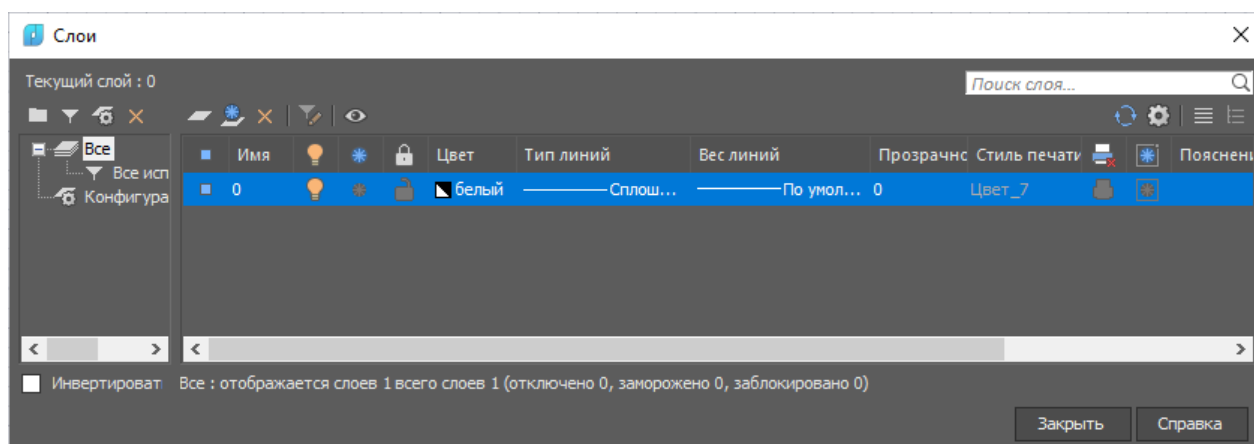 Слои
Текущий слой : 0
Поиск слоя...
Все
Все исп
Конфигура
Имя Цвет Тип линий Вес линий Прозрачнс Стиль печати Пояснени
0 белый Сплош... По умол... 0 Цвет_7
Инвертироват Все : отображается слоев 1 всего слоев 1 (отключено 0, заморожено 0, заблокировано 0)
Закрыть Справка